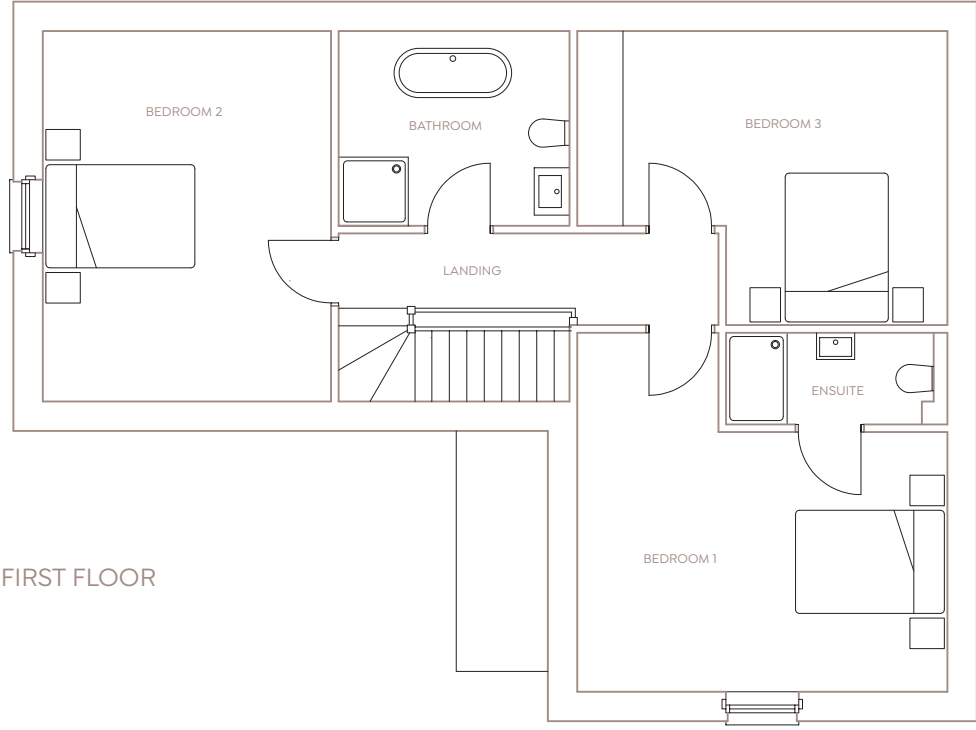 BEDROOM 2
BATHROOM
BEDROOM 3
LANDING
ENSUITE
BEDROOM 1
FIRST FLOOR